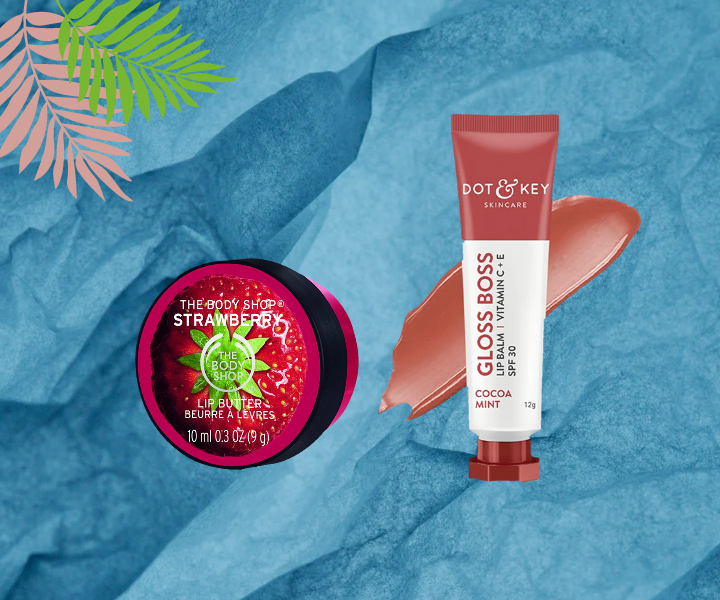 THE BODY SHOP®
STRAWBERRY
THE
BODY
SHOP
LIP BUTTER
BEURRE À LÈVRES
10 ml 0.3 OZ (9 g)
DOT & KEY
SKINCARE
GLOSS BOSS
LIP BALM | VITAMIN C + E
SPF 30
COCOA
MINT
12g